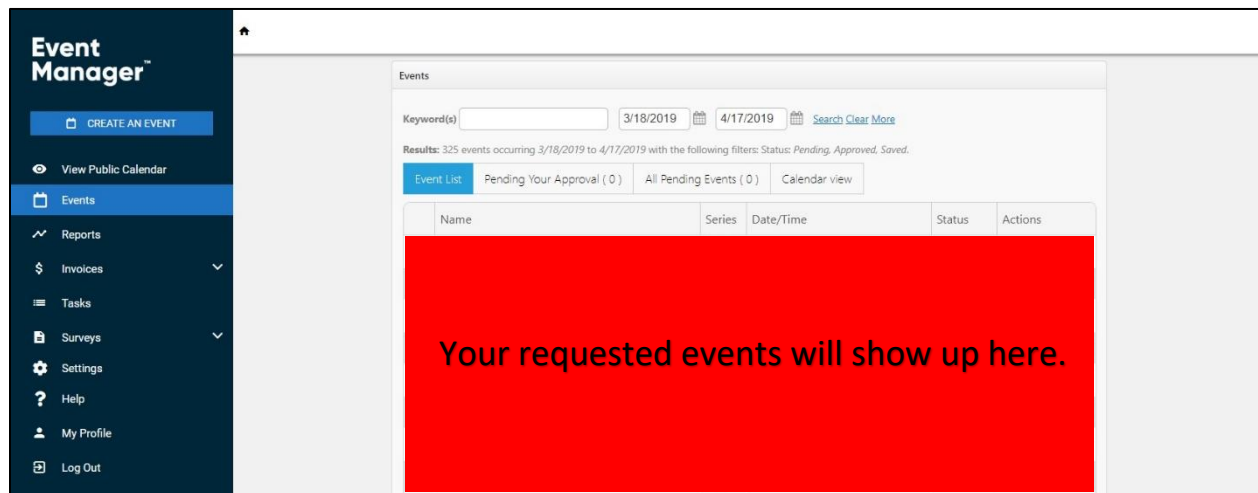 Event
Manager™
CREATE AN EVENT
View Public Calendar
Events
Reports
$ Invoices
Tasks
Surveys
Settings
? Help
My Profile
Log Out
Events
Keyword(s) 3/18/2019 4/17/2019 Search Clear More
Results: 325 events occurring 3/18/2019 to 4/17/2019 with the following filters: Status: Pending, Approved, Saved.
Event List Pending Your Approval ( 0 ) All Pending Events ( 0 ) Calendar view
Name Series Date/Time Status Actions
Your requested events will show up here.